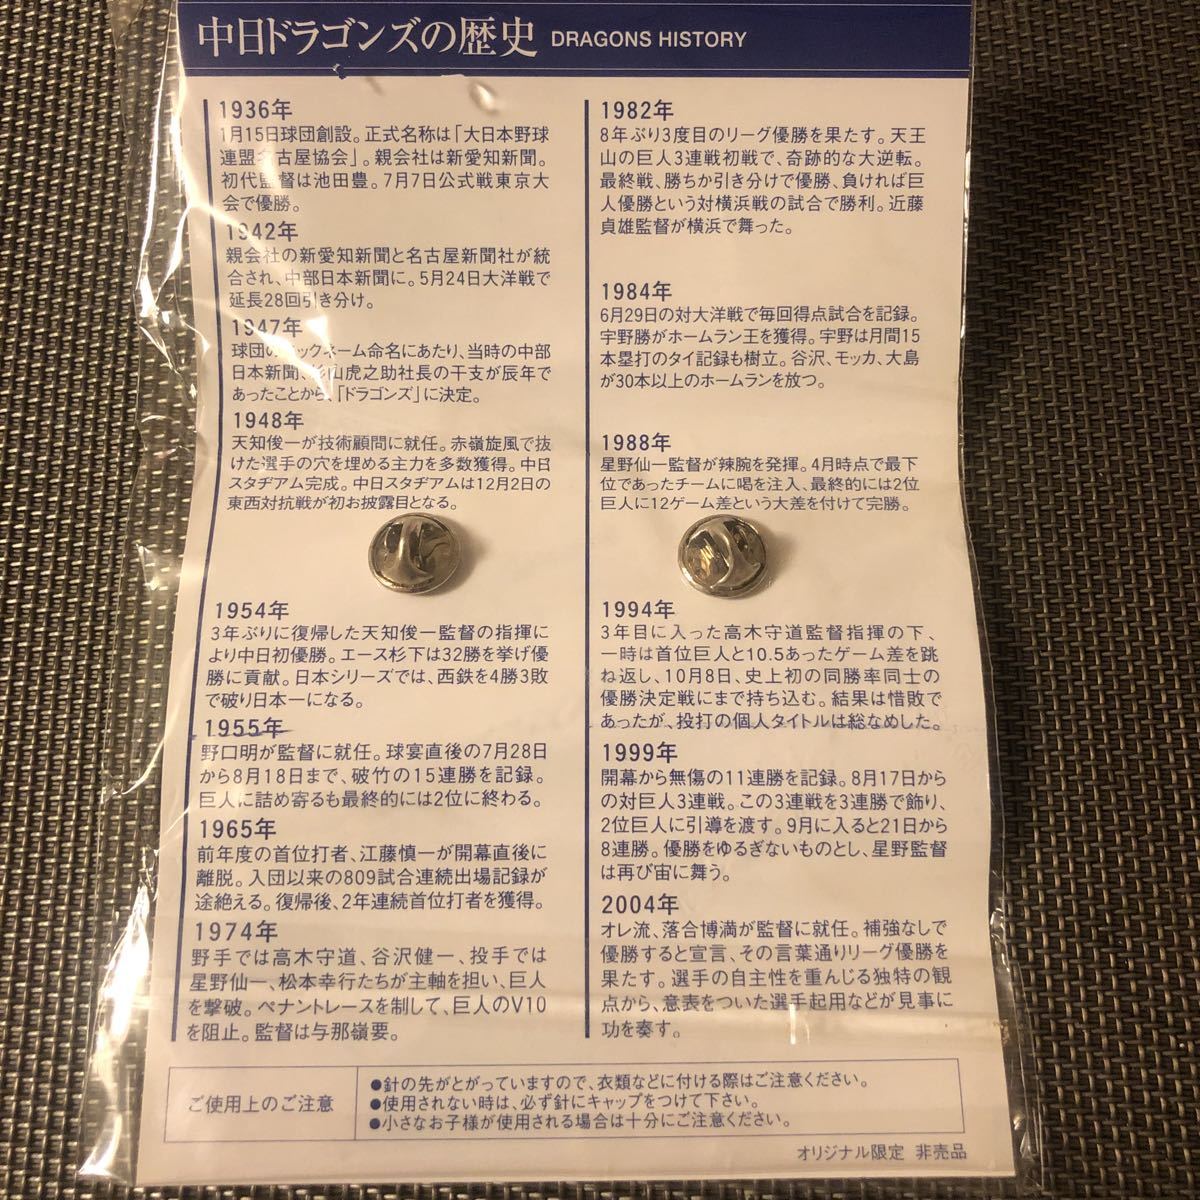 中日ドラゴンズの歴史 DRAGONS HISTORY
1936年
1月15日球団創設。正式名称は「大日本野球
連盟名古屋協会」。親会社は新愛知新聞。
初代監督は池田豊。7月7日公式戦東京大
会で優勝。
1942年
親会社の新愛知新聞と名古屋新聞社が統
合され、中部日本新聞に。5月24日大洋戦で
延長28回引き分け。
1947年
球団の ックネーム命名にあたり、当時の中部
日本新聞、杉山虎之助社長の干支が辰年で
あったことから、「ドラゴンズ」に決定。
1948年
天知俊一が技術顧問に就任。赤嶺旋風で抜
けた選手の穴を埋める主力を多数獲得。中日
スタヂアム完成。中日スタヂアムは12月2日の
東西対抗戦が初お披露目となる。
1954年
3年ぶりに復帰した天知俊一監督の指揮に
より中日初優勝。エース杉下は32勝を挙げ優
勝に貢献。日本シリーズでは、西鉄を4勝3敗
で破り日本一になる。
1955年
野口明が監督に就任。球宴直後の7月28日
から8月18日まで、破竹の15連勝を記録。
巨人に詰め寄るも最終的には2位に終わる。
1965年
前年度の首位打者、江藤慎一が開幕直後に
離脱。入団以来の809試合連続出場記録が
途絶える。復帰後、2年連続首位打者を獲得。
1974年
野手では高木守道、谷沢健一、投手では
星野仙一、松本幸行たちが主軸を担い、巨人
を撃破。ペナントレースを制して、巨人のV10
を阻止。監督は与那嶺要。
1982年
8年ぶり3度目のリーグ優勝を果たす。天王
山の巨人3連戦初戦で、奇跡的な大逆転。
最終戦、勝ちか引き分けで優勝、負ければ巨
人優勝という対横浜戦の試合で勝利。近藤
貞雄監督が横浜で舞った。
1984年
6月29日の対大洋戦で毎回得点試合を記録。
宇野勝がホームラン王を獲得。宇野は月間15
本塁打のタイ記録も樹立。谷沢、モッカ、大島
が30本以上のホームランを放つ。
1988年
星野仙一監督が辣腕を発揮。4月時点で最下
位であったチームに喝を注入、最終的には2位
巨人に12ゲーム差という大差を付けて完勝。
1994年
3年目に入った高木守道監督指揮の下、
一時は首位巨人と10.5あったゲーム差を跳
ね返し、10月8日、史上初の同勝率同士の
優勝決定戦にまで持ち込む。結果は惜敗で
あったが、投打の個人タイトルは総なめした。
1999年
開幕から無傷の11連勝を記録。8月17日から
の対巨人3連戦。この3連戦を3連勝で飾り、
2位巨人に引導を渡す。9月に入ると21日から
8連勝。優勝をゆるぎないものとし、星野監督
は再び宙に舞う。
2004年
オレ流、落合博満が監督に就任。補強なしで
優勝すると宣言、その言葉通りリーグ優勝を
果たす。選手の自主性を重んじる独特の観
点から、意表をついた選手起用などが見事に
功を奏す。
ご使用上のご注意
●針の先がとがっていますので、衣類などに付ける際はご注意ください。
●使用されない時は、必ず針にキャップをつけて下さい。
●小さなお子様が使用される場合は十分にご注意ください。
オリジナル限定 非売品